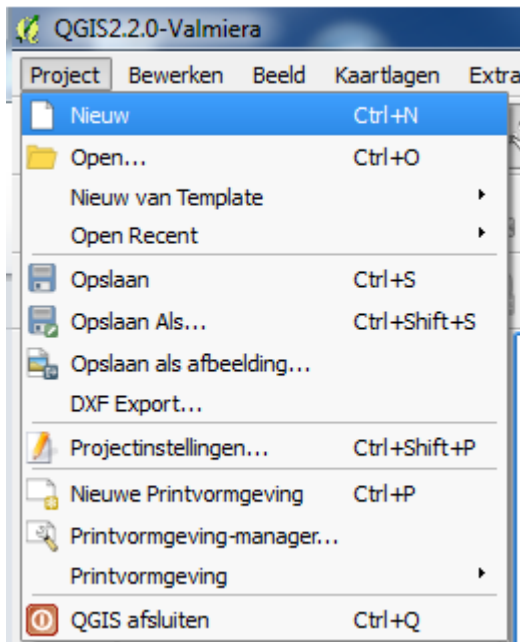 QGIS2.2.0-Valmiera
Project Bewerken Beeld Kaartlagen Extra
Nieuw Ctrl+N
Open... Ctrl+O
Nieuw van Template
Open Recent
Opslaan Ctrl+S
Opslaan Als... Ctrl+Shift+S
Opslaan als afbeelding...
DXF Export...
Projectinstellingen... Ctrl+Shift+P
Nieuwe Printvormgeving Ctrl+P
Printvormgeving-manager...
Printvormgeving
QGIS afsluiten Ctrl+Q